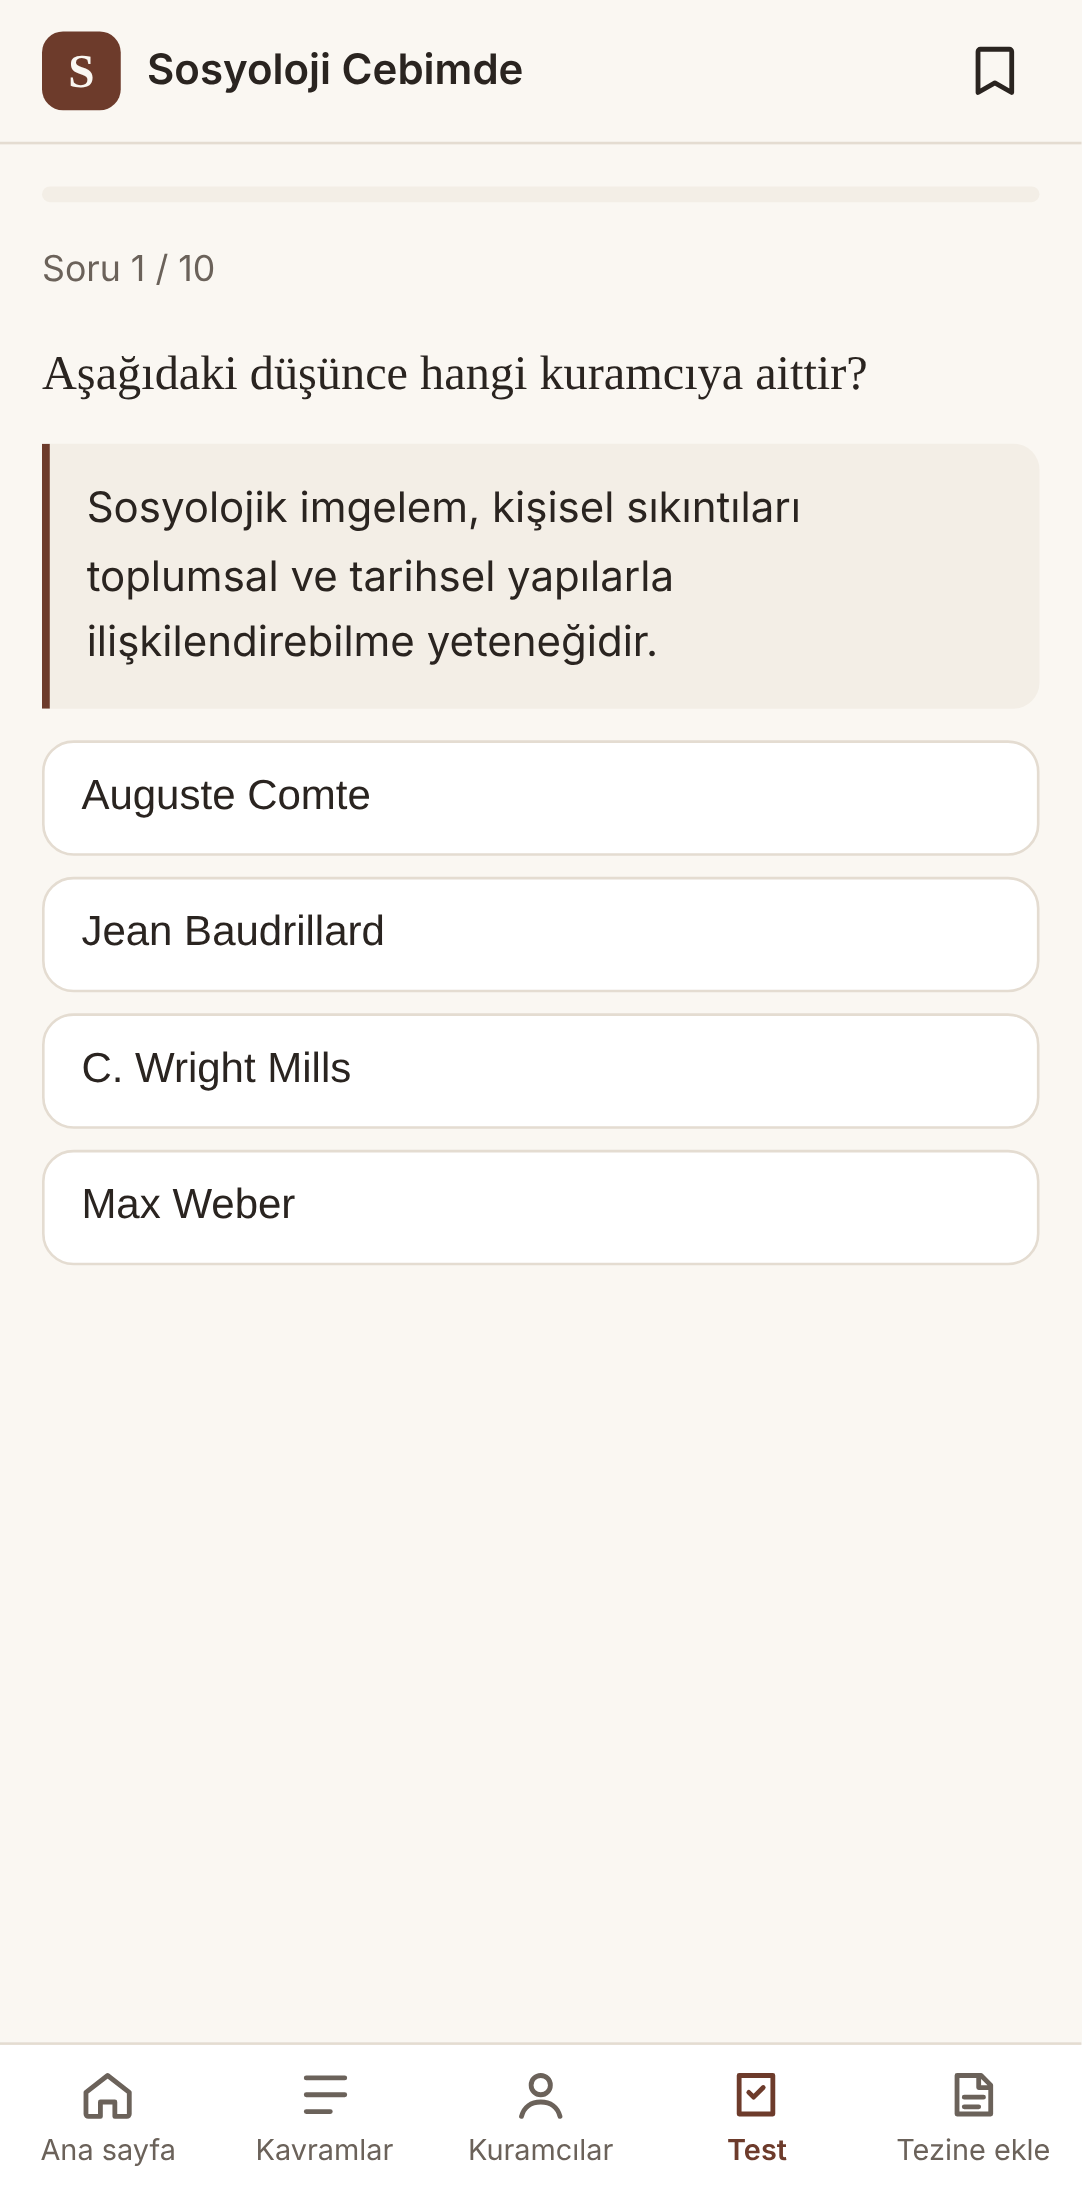 S
Sosyoloji Cebimde
Soru 1 / 10
Aşağıdaki düşünce hangi kuramcıya aittir?
Sosyolojik imgelem, kişisel sıkıntıları
toplumsal ve tarihsel yapılarla
ilişkilendirebilme yeteneğidir.
Auguste Comte
Jean Baudrillard
C. Wright Mills
Max Weber
Ana sayfa
Kavramlar
Kuramcılar
Test
Tezine ekle